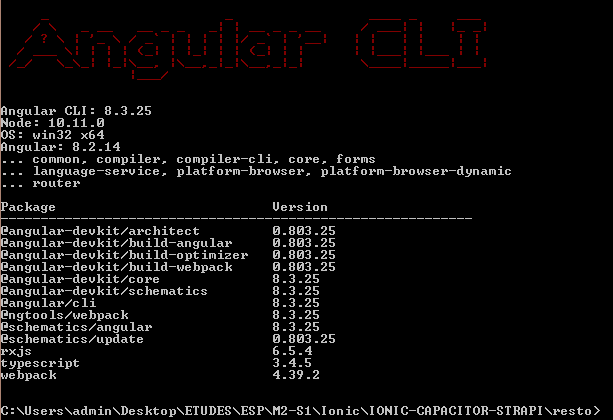 Angular CLI
Angular CLI: 8.3.25
Node: 10.11.0
OS: win32 x64
Angular: 8.2.14
... common, compiler, compiler-cli, core, forms
... language-service, platform-browser, platform-browser-dynamic
... router
Package Version
------------------------------------------------------------
@angular-devkit/architect 0.803.25
@angular-devkit/build-angular 0.803.25
@angular-devkit/build-optimizer 0.803.25
@angular-devkit/build-webpack 0.803.25
@angular-devkit/core 8.3.25
@angular-devkit/schematics 8.3.25
@angular/cli 8.3.25
@ngtools/webpack 8.3.25
@schematics/angular 8.3.25
@schematics/update 0.803.25
rxjs 6.5.4
typescript 3.4.5
webpack 4.39.2
C:\Users\admin\Desktop\ETUDES\ESP\M2-S1\Ionic\IONIC-CAPACITOR-STRAPI\resto>